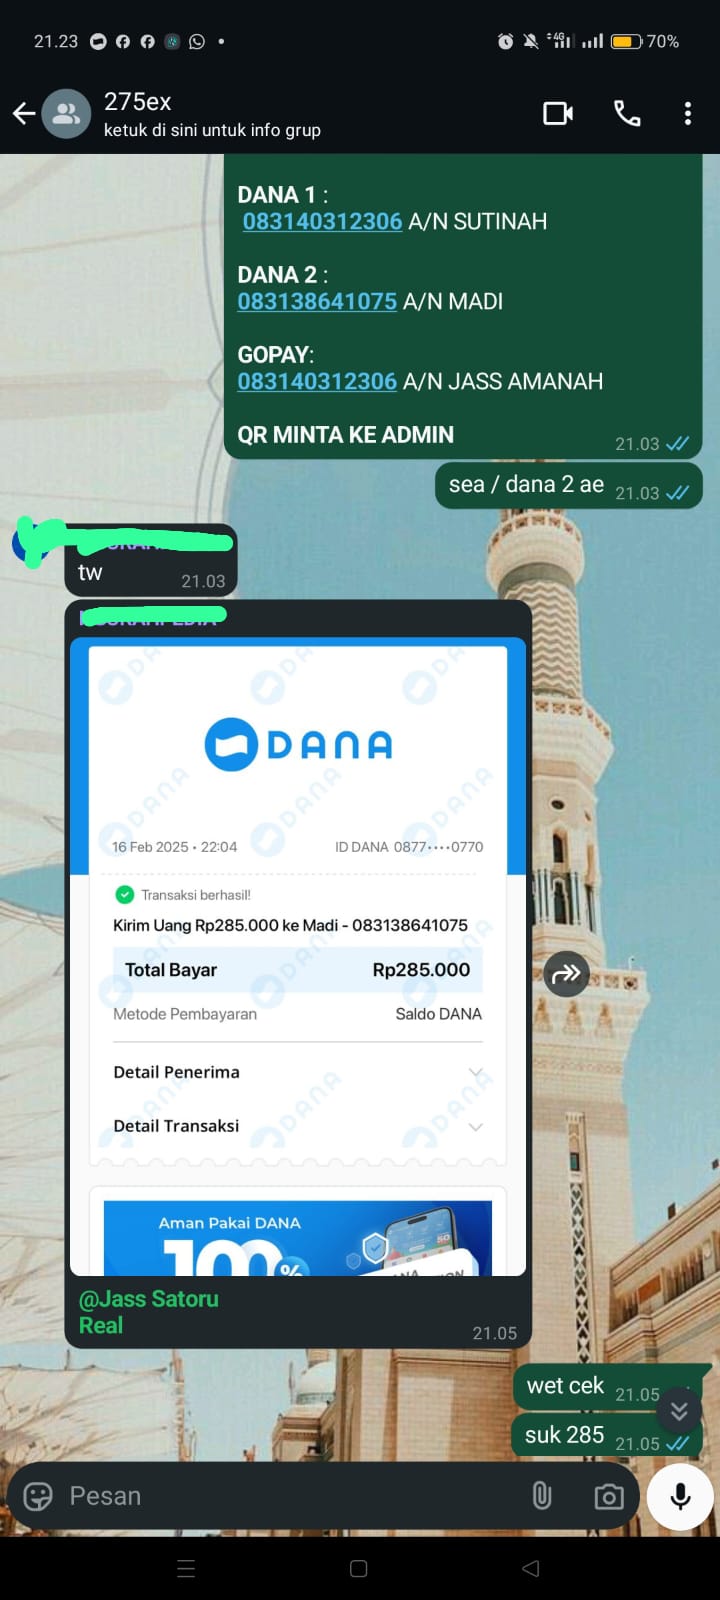 21.23
4G
70%
275ex
ketuk di sini untuk info grup
DANA 1 :
083140312306 A/N SUTINAH
DANA 2 :
083138641075 A/N MADI
GOPAY:
083140312306 A/N JASS AMANAH
QR MINTA KE ADMIN
21.03
sea / dana 2 ae 21.03
tw
21.03
DANA
16 Feb 2025 • 22:04 ID DANA 0877····0770
Transaksi berhasil!
Kirim Uang Rp285.000 ke Madi - 083138641075
Total Bayar Rp285.000
Metode Pembayaran Saldo DANA
Detail Penerima
Detail Transaksi
Aman Pakai DANA
100%
@Jass Satoru
Real
21.05
wet cek 21.05
suk 285 21.05
Pesan